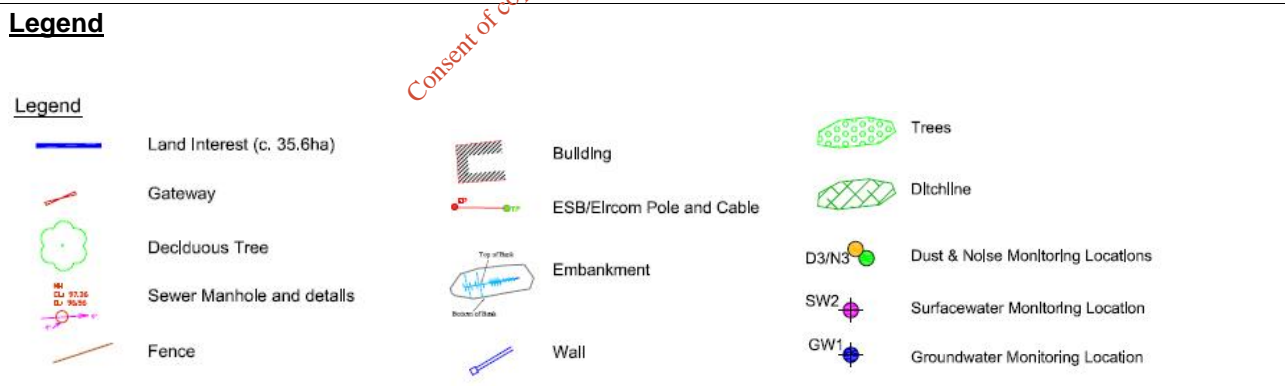 Legend
Consent of co
Legend
Land Interest (c. 35.6ha)
Gateway
Deciduous Tree
Sewer Manhole and details
Fence
Building
ESB/Eircom Pole and Cable
Top of Bank
Embankment
Bottom of Bank
Wall
Trees
Ditchline
D3/N3
Dust & Noise Monitoring Locations
SW2
Surfacewater Monitoring Location
GW1
Groundwater Monitoring Location